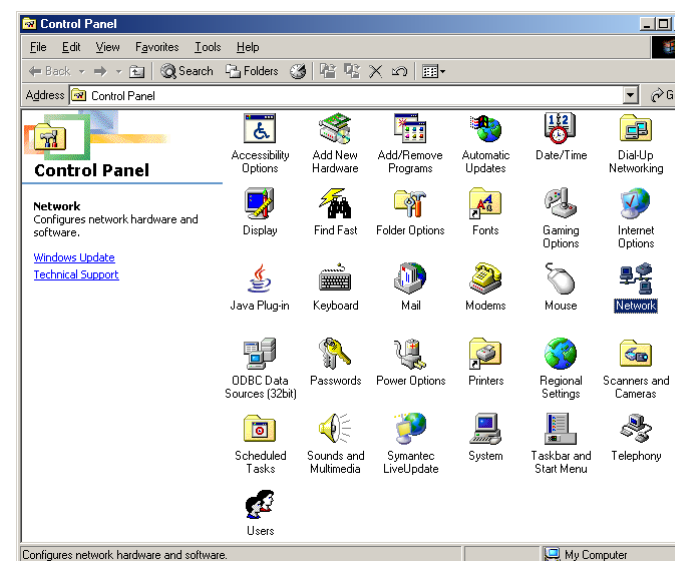 Control Panel
File Edit View Favorites Tools Help
Back Search Folders
Address Control Panel G
Control Panel
Network
Configures network hardware and
software.
Windows Update
Technical Support
Accessibility
Options
Add New
Hardware
Add/Remove
Programs
Automatic
Updates
Date/Time
Dial-Up
Networking
Display
Find Fast
Folder Options
Fonts
Gaming
Options
Internet
Options
Java Plug-in
Keyboard
Mail
Modems
Mouse
Network
ODBC Data
Sources (32bit)
Passwords
Power Options
Printers
Regional
Settings
Scanners and
Cameras
Scheduled
Tasks
Sounds and
Multimedia
Symantec
LiveUpdate
System
Taskbar and
Start Menu
Telephony
Users
Configures network hardware and software. My Computer